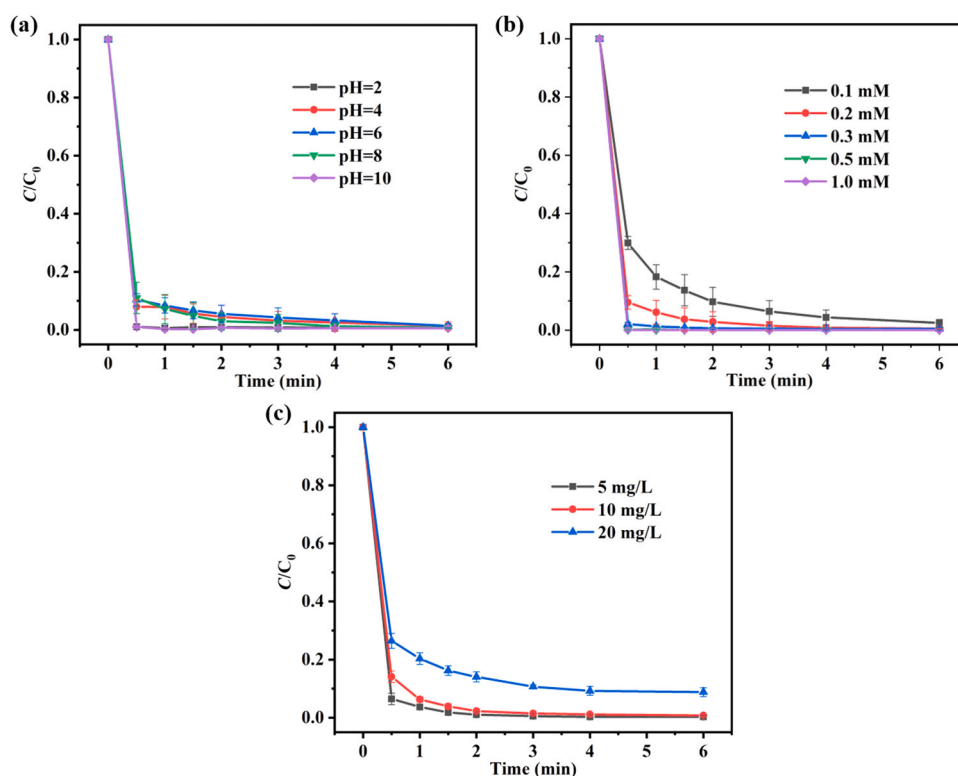 (a)
1.0
0.8
0.6
0.4
0.2
0.0
C/C₀
pH=2
pH=4
pH=6
pH=8
pH=10
0 1 2 3 4 5 6
Time (min)
(b)
1.0
0.8
0.6
0.4
0.2
0.0
C/C₀
0.1 mM
0.2 mM
0.3 mM
0.5 mM
1.0 mM
0 1 2 3 4 5 6
Time (min)
(c)
1.0
0.8
0.6
0.4
0.2
0.0
C/C₀
5 mg/L
10 mg/L
20 mg/L
0 1 2 3 4 5 6
Time (min)